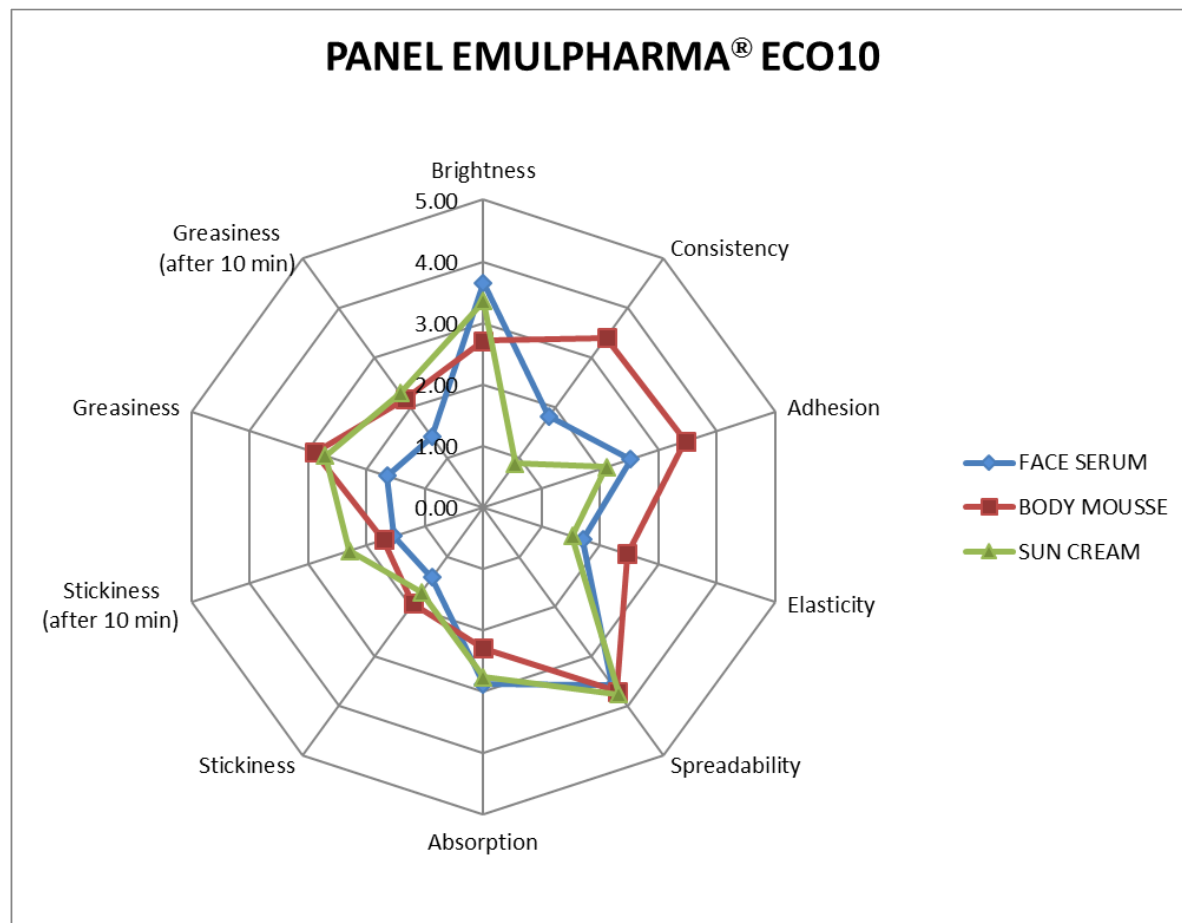 PANEL EMULPHARMA® ECO10
Brightness
5.00
Greasiness
(after 10 min)
Consistency
4.00
3.00
2.00
Greasiness
Adhesion
1.00
FACE SERUM
0.00
BODY MOUSSE
SUN CREAM
Stickiness
(after 10 min)
Elasticity
Stickiness
Spreadability
Absorption